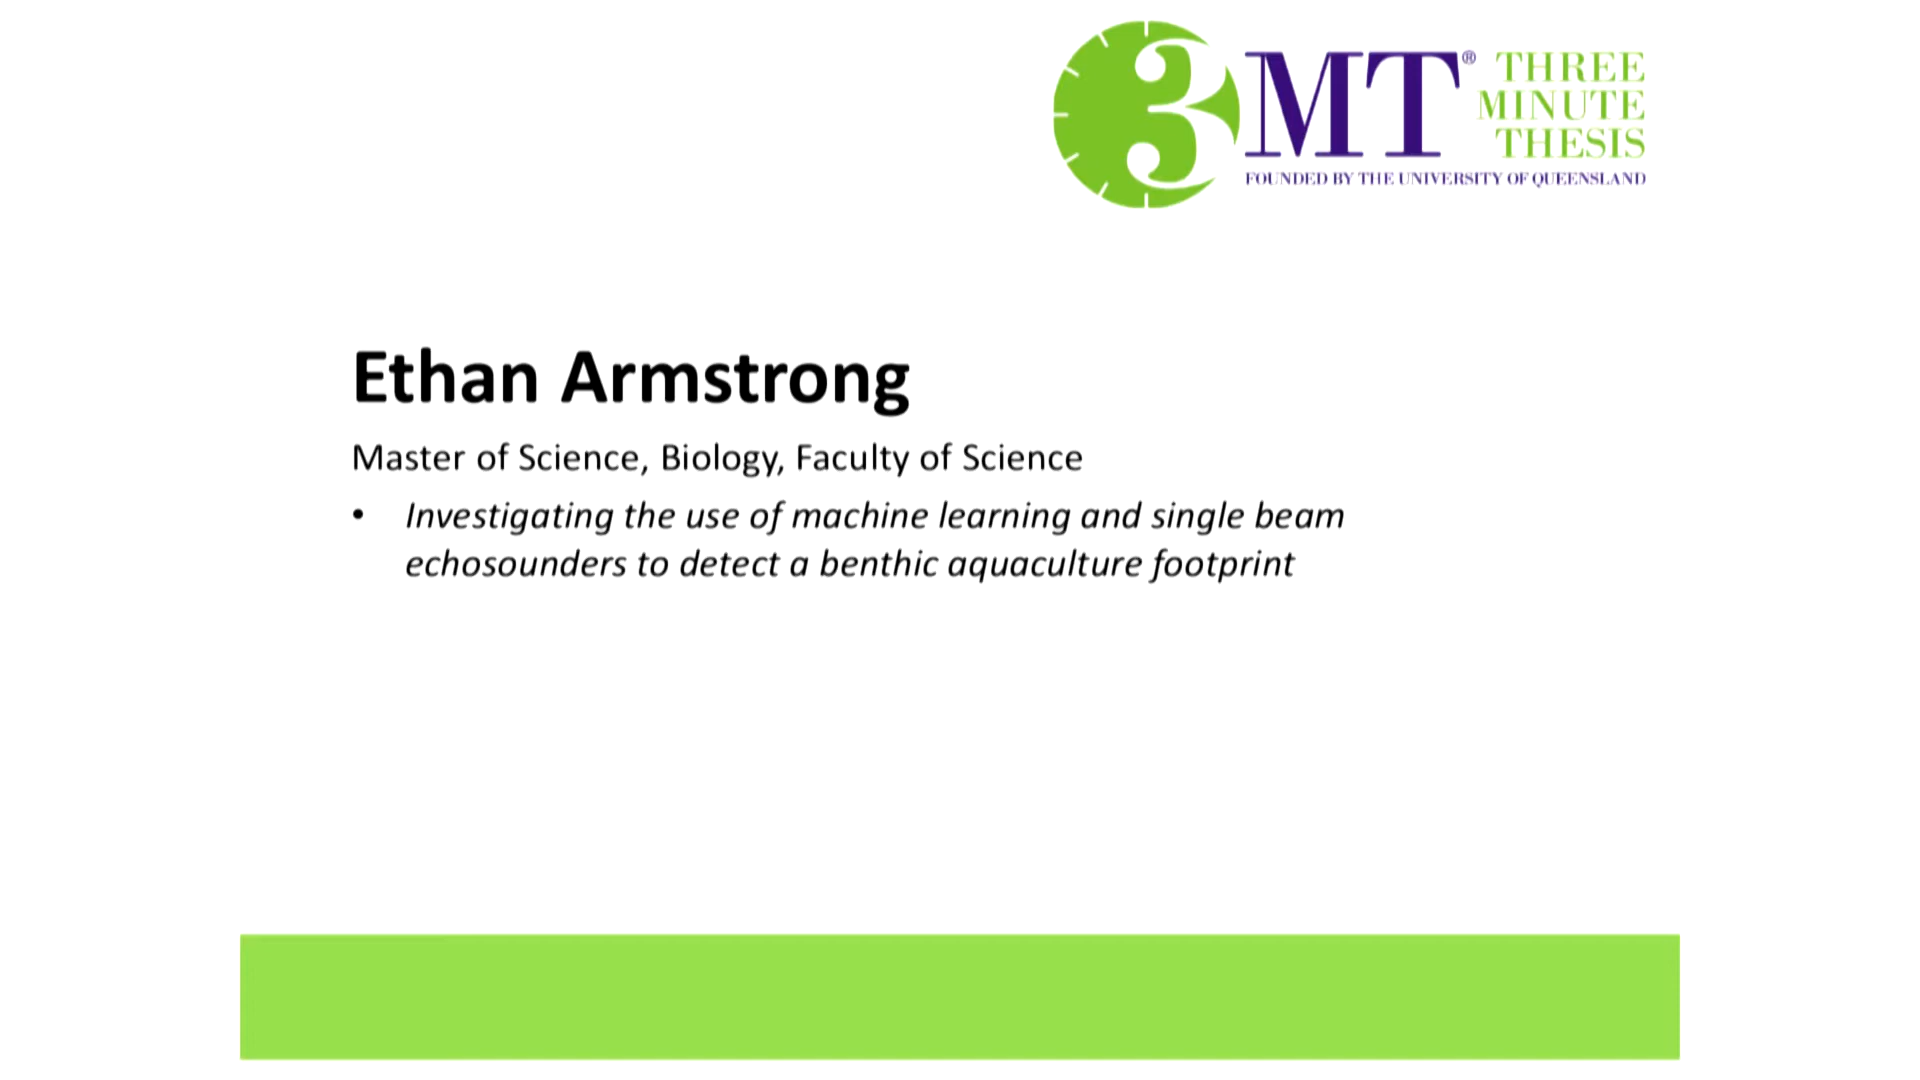 3MT® THREE
MINUTE
THESIS
FOUNDED BY THE UNIVERSITY OF QUEENSLAND
Ethan Armstrong
Master of Science, Biology, Faculty of Science
• Investigating the use of machine learning and single beam
echosounders to detect a benthic aquaculture footprint